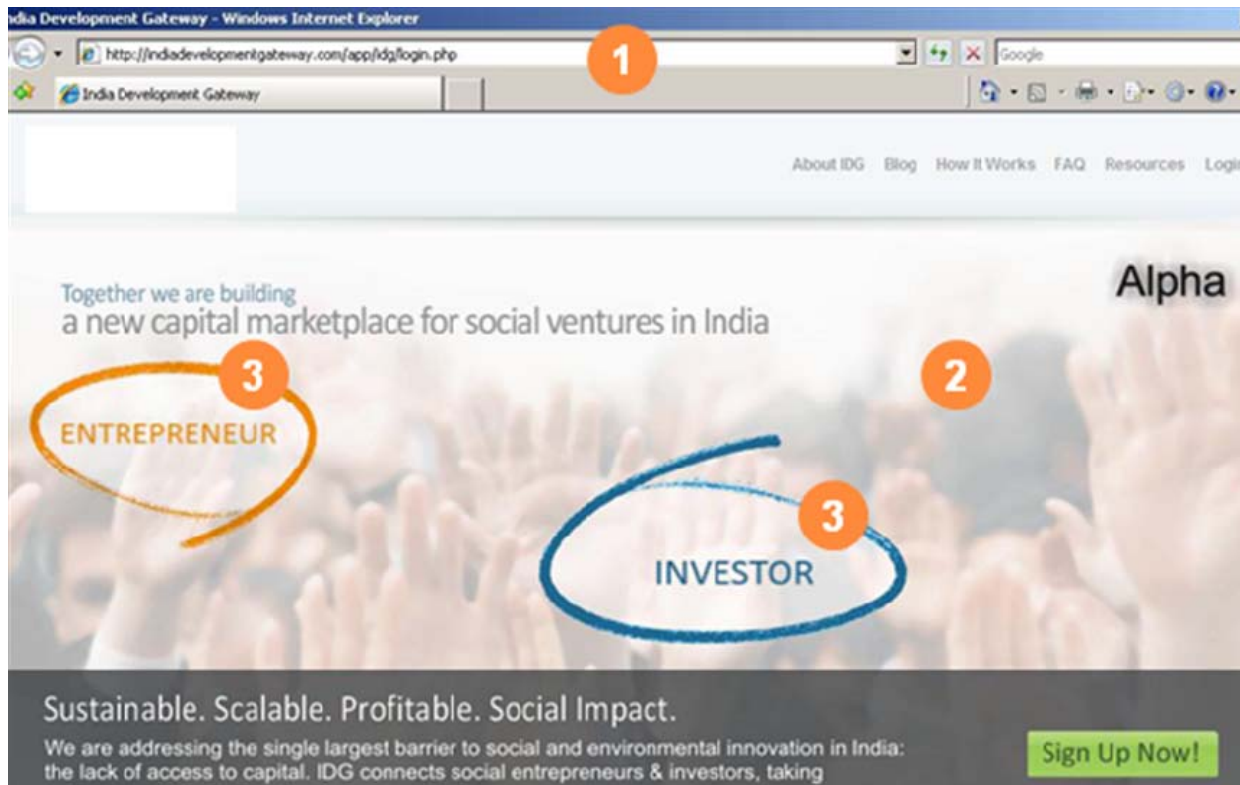 ndia Development Gateway - Windows Internet Explorer
http://indiadevelopmentgateway.com/app/idg/login.php
Google
1
India Development Gateway
About IDG Blog How It Works FAQ Resources Login
Alpha
Together we are building
a new capital marketplace for social ventures in India
3
2
ENTREPRENEUR
3
INVESTOR
Sustainable. Scalable. Profitable. Social Impact.
We are addressing the single largest barrier to social and environmental innovation in India:
the lack of access to capital. IDG connects social entrepreneurs & investors, taking
Sign Up Now!